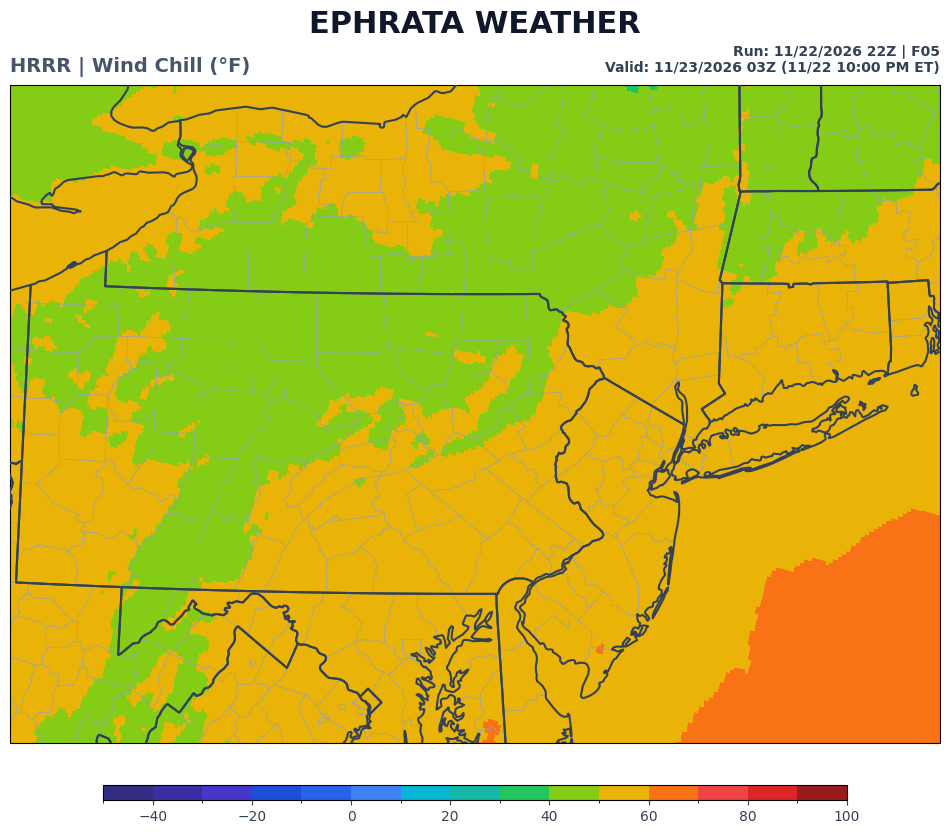 EPHRATA WEATHER
HRRR | Wind Chill (°F)
Run: 11/22/2026 22Z | F05
Valid: 11/23/2026 03Z (11/22 10:00 PM ET)
−40 −20 0 20 40 60 80 100